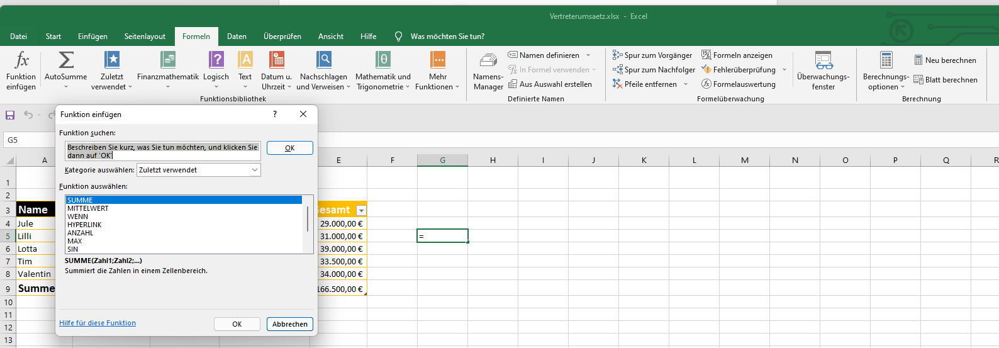 Vertreterumsaetz.xlsx - Excel
Datei Start Einfügen Seitenlayout Formeln Daten Überprüfen Ansicht Hilfe Was möchten Sie tun?
Funktion einfügen
AutoSumme
Zuletzt verwendet
Finanzmathematik
Logisch
Text
Datum u. Uhrzeit
Nachschlagen und Verweisen
Mathematik und Trigonometrie
Mehr Funktionen
Funktionsbibliothek
Namens-Manager
Namen definieren
In Formel verwenden
Aus Auswahl erstellen
Definierte Namen
Spur zum Vorgänger
Spur zum Nachfolger
Pfeile entfernen
Formeln anzeigen
Fehlerüberprüfung
Formelauswertung
Überwachungs-fenster
Formelüberwachung
Berechnungs-optionen
Neu berechnen
Blatt berechnen
Berechnung
G5
Funktion einfügen ?
Funktion suchen:
Beschreiben Sie kurz, was Sie tun möchten, und klicken Sie
dann auf 'OK'
OK
Kategorie auswählen: Zuletzt verwendet
Funktion auswählen:
SUMME
MITTELWERT
WENN
HYPERLINK
ANZAHL
MAX
SIN
SUMME(Zahl1;Zahl2;...)
Summiert die Zahlen in einem Zellenbereich.
Hilfe für diese Funktion
OK
Abbrechen
A E F G H I J K L M N O P Q R
1
2
3 Name Gesamt
4 Jule 29.000,00 €
5 Lilli 31.000,00 € =
6 Lotta 39.000,00 €
7 Tim 33.500,00 €
8 Valentin 34.000,00 €
9 Summe 166.500,00 €
10
11
12
13